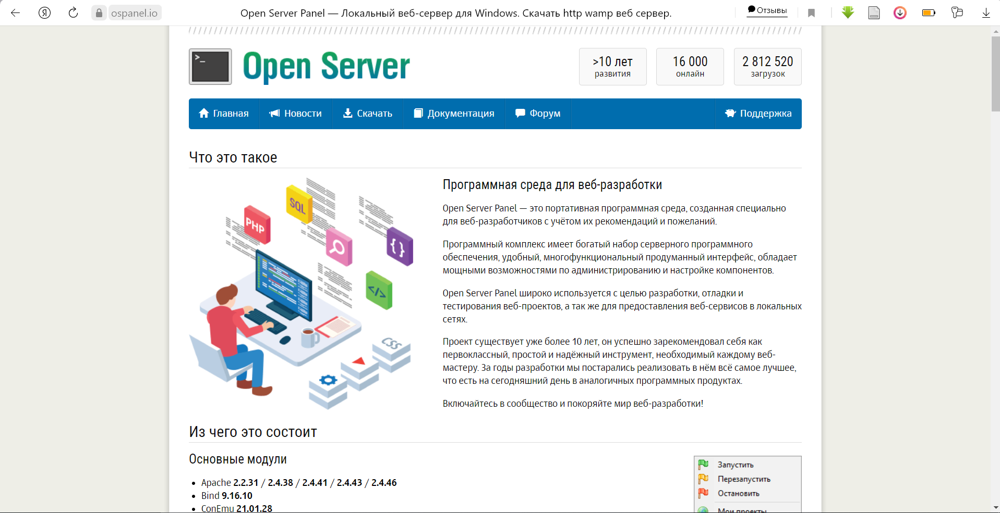 ospanel.io
Open Server Panel — Локальный веб-сервер для Windows. Скачать http wamp веб сервер.
Отзывы
>_
Open Server
>10 лет
развития
16 000
онлайн
2 812 520
загрузок
Главная
Новости
Скачать
Документация
Форум
Поддержка
Что это такое
SQL
PHP
{}
</>
CSS
Программная среда для веб-разработки
Open Server Panel — это портативная программная среда, созданная специально
для веб-разработчиков с учётом их рекомендаций и пожеланий.
Программный комплекс имеет богатый набор серверного программного
обеспечения, удобный, многофункциональный продуманный интерфейс, обладает
мощными возможностями по администрированию и настройке компонентов.
Open Server Panel широко используется с целью разработки, отладки и
тестирования веб-проектов, а так же для предоставления веб-сервисов в локальных
сетях.
Проект существует уже более 10 лет, он успешно зарекомендовал себя как
первоклассный, простой и надёжный инструмент, необходимый каждому веб-
мастеру. За годы разработки мы постарались реализовать в нём всё самое лучшее,
что есть на сегодняшний день в аналогичных программных продуктах.
Включайтесь в сообщество и покоряйте мир веб-разработки!
Из чего это состоит
Основные модули
Apache 2.2.31 / 2.4.38 / 2.4.41 / 2.4.43 / 2.4.46
Bind 9.16.10
ConEmu 21.01.28
Запустить
Перезапустить
Остановить
Мои проекты